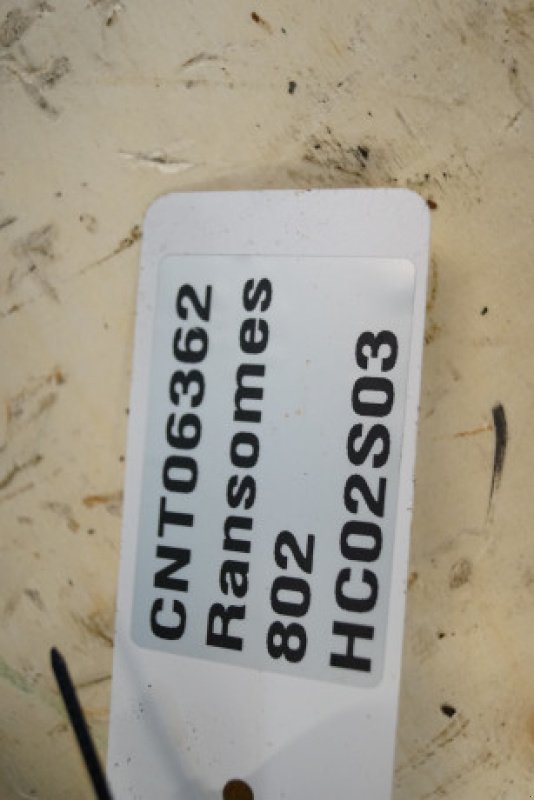 CNT06362
Ransomes
802
HC02S03